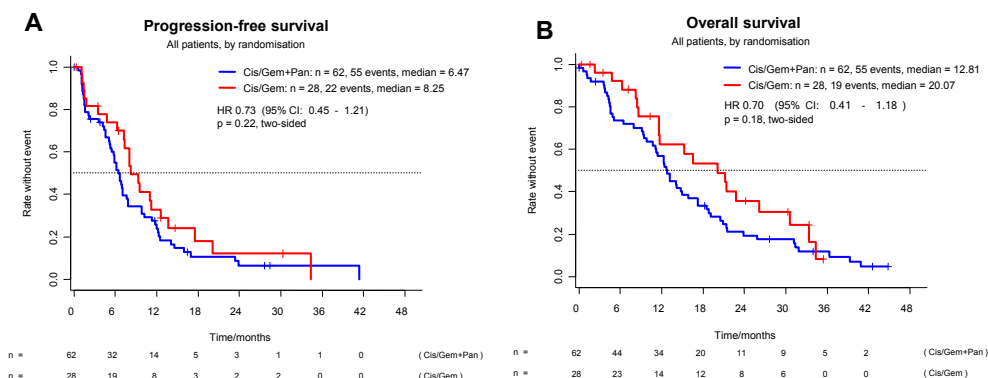 A
Progression-free survival
All patients, by randomisation
Cis/Gem+Pan: n = 62, 55 events, median = 6.47
Cis/Gem: n = 28, 22 events, median = 8.25
HR 0.73 (95% CI: 0.45 - 1.21)
p = 0.22, two-sided
Rate without event
1.0
0.8
0.6
0.4
0.2
0.0
0 6 12 18 24 30 36 42 48
Time/months
n = 62 32 14 5 3 1 1 0 ( Cis/Gem+Pan )
n = 28 19 8 3 2 2 0 0 ( Cis/Gem )
B
Overall survival
All patients, by randomisation
Cis/Gem+Pan: n = 62, 55 events, median = 12.81
Cis/Gem: n = 28, 19 events, median = 20.07
HR 0.70 (95% CI: 0.41 - 1.18 )
p = 0.18, two-sided
Rate without event
1.0
0.8
0.6
0.4
0.2
0.0
0 6 12 18 24 30 36 42 48
Time/months
n = 62 44 34 20 11 9 5 2 ( Cis/Gem+Pan )
n = 28 23 14 12 8 6 0 0 ( Cis/Gem )